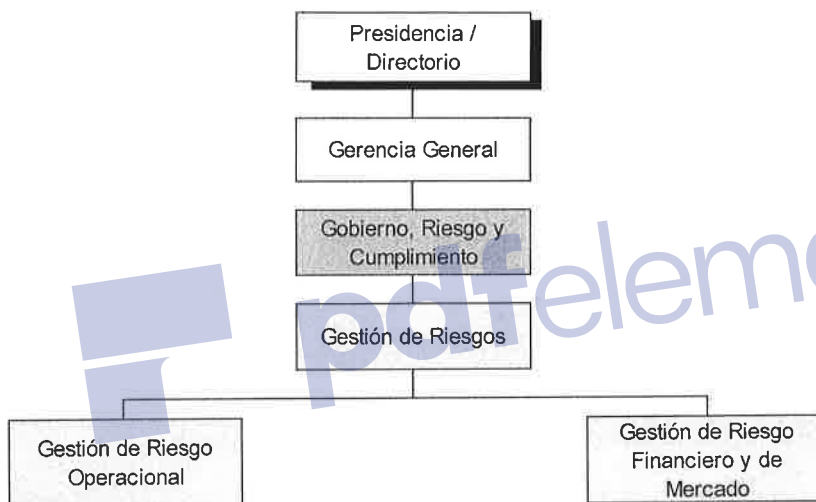 Presidencia /
Directorio
Gerencia General
Gobierno, Riesgo y
Cumplimiento
Gestión de Riesgos
pdfeleme
Gestión de Riesgo
Operacional
Gestión de Riesgo
Financiero y de
Mercado